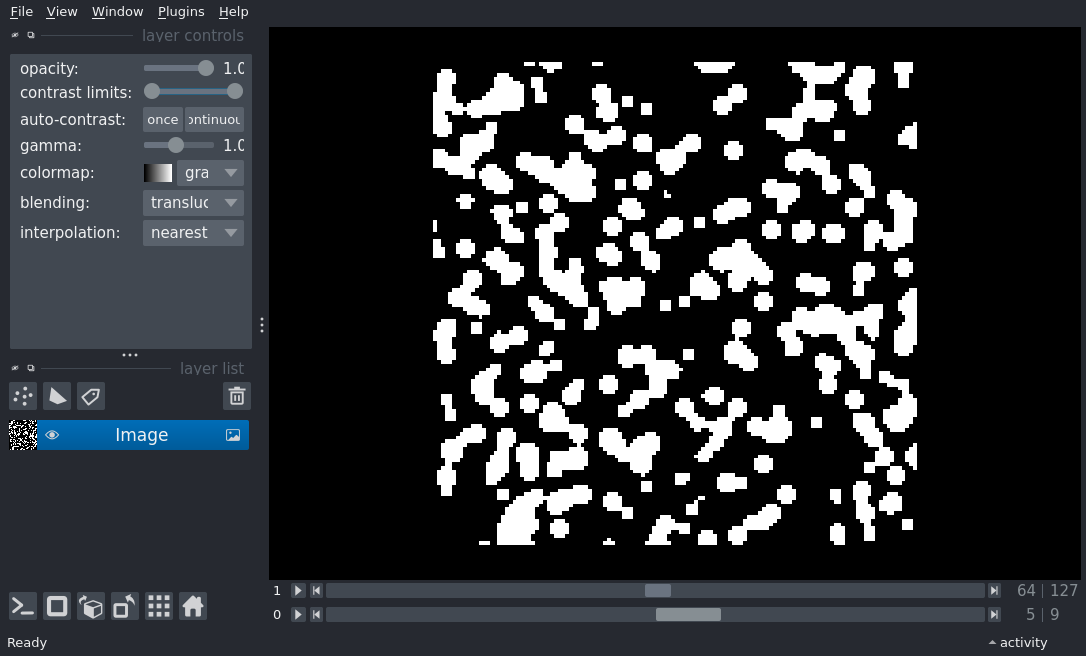 File View Window Plugins Help
layer controls
opacity: 1.0
contrast limits:
auto-contrast: once ontinuou
gamma: 1.0
colormap: gra
blending: transluc
interpolation: nearest
layer list
Image
1 64 | 127
0 5 | 9
Ready activity